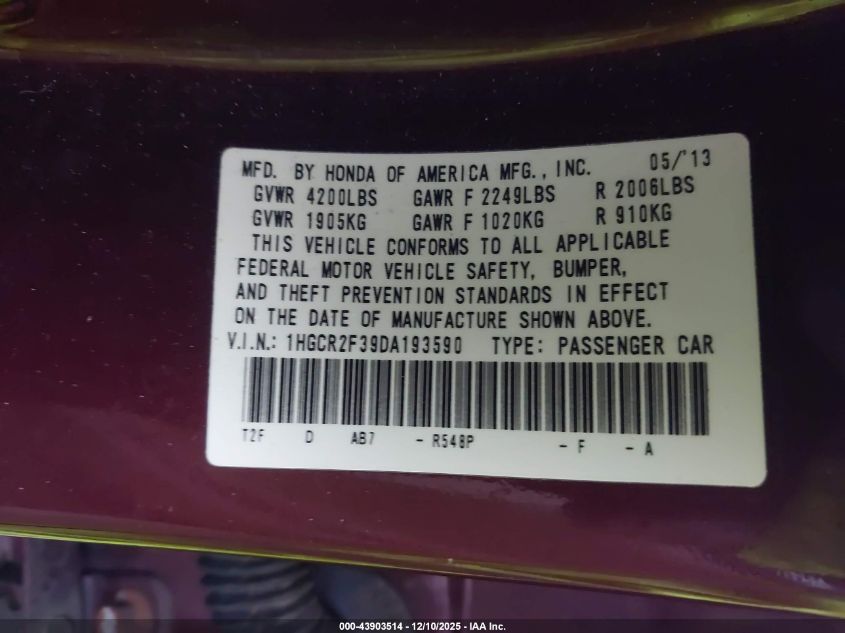 MFD. BY HONDA OF AMERICA MFG., INC. 05/'13
GVWR 4200LBS GAWR F 2249LBS R 2006LBS
GVWR 1905KG GAWR F 1020KG R 910KG
THIS VEHICLE CONFORMS TO ALL APPLICABLE
FEDERAL MOTOR VEHICLE SAFETY, BUMPER,
AND THEFT PREVENTION STANDARDS IN EFFECT
ON THE DATE OF MANUFACTURE SHOWN ABOVE.
V.I.N.: 1HGCR2F39DA193590 TYPE: PASSENGER CAR
T2F D AB7 - R548P - F - A
000-43903514 - 12/10/2025 - IAA Inc.